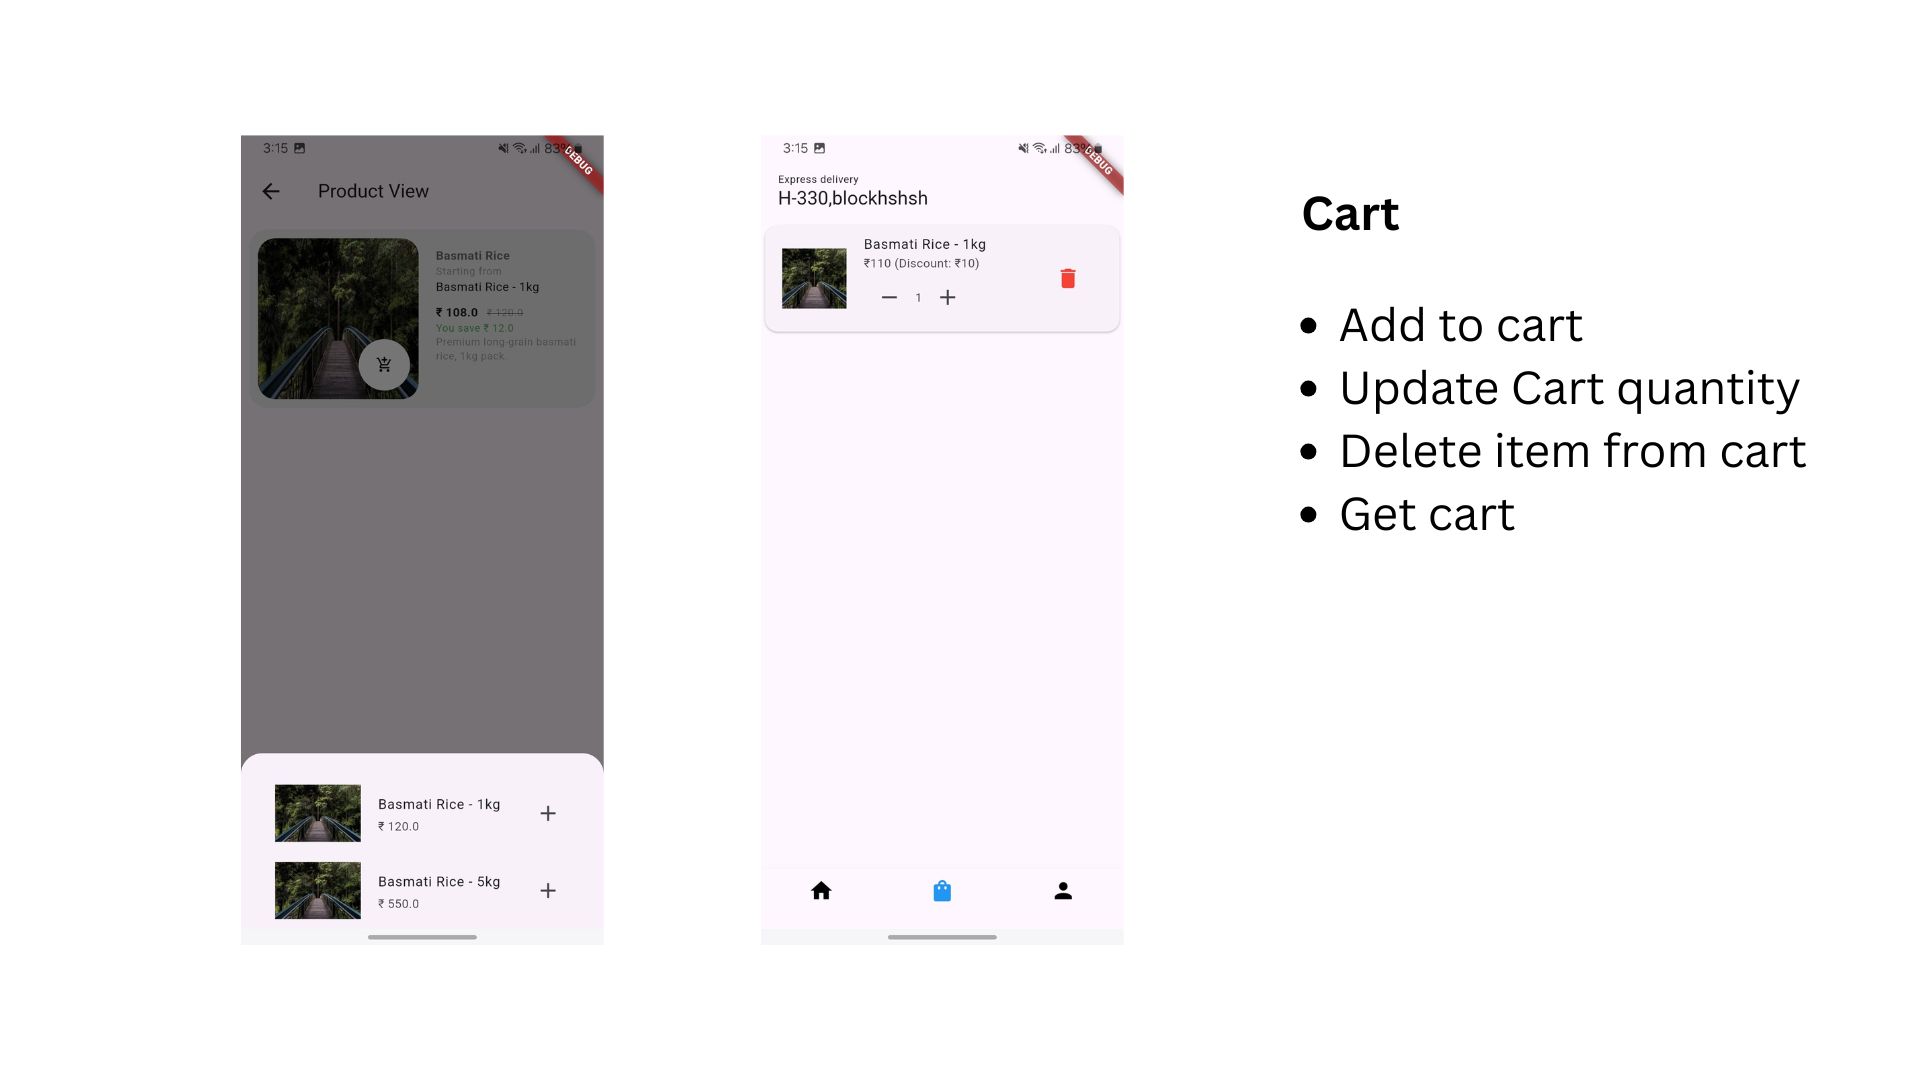 3:15
83%
DEBUG
Product View
Basmati Rice
Starting from
Basmati Rice - 1kg
₹ 108.0 ₹ 120.0
You save ₹ 12.0
Premium long-grain basmati
rice, 1kg pack.
Basmati Rice - 1kg
₹ 120.0
Basmati Rice - 5kg
₹ 550.0
3:15
83%
DEBUG
Express delivery
H-330,blockhshsh
Basmati Rice - 1kg
₹110 (Discount: ₹10)
1
Cart
• Add to cart
• Update Cart quantity
• Delete item from cart
• Get cart